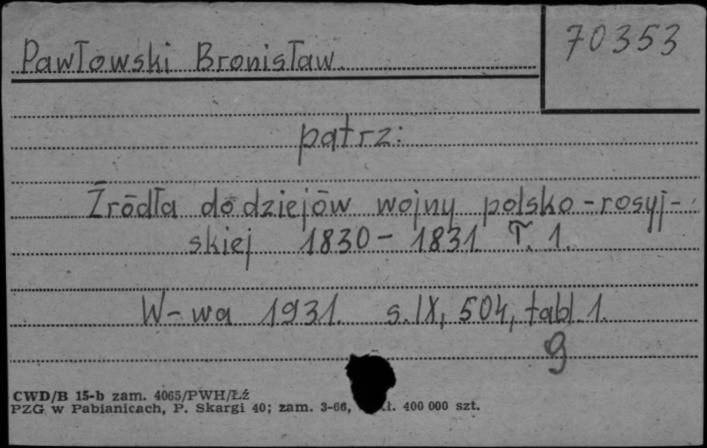 Pawłowski Bronisław.
70353
patrz:
Źródła do dziejów wojny polsko-rosyj-
skiej 1830-1831 T. 1.
W-wa 1931. s. IX, 504, tabl. 1.
9
CWD/B 15-b zam. 4065/PWH/Łź
PZG w Pabianicach, P. Skargi 40; zam. 3-66, ł. 400 000 szt.